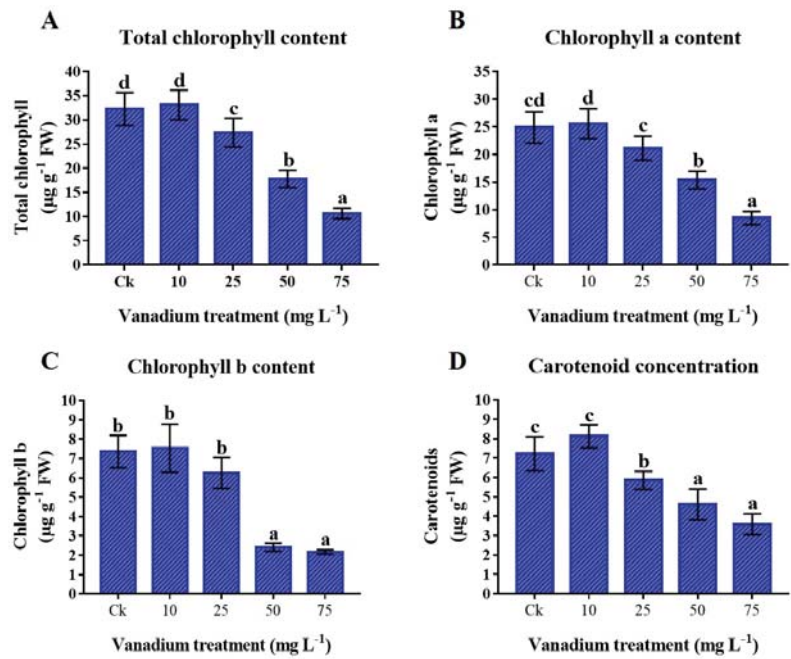 A
Total chlorophyll content
Total chlorophyll
(µg g-1 FW)
40
35
30
25
20
15
10
5
0
d
d
c
b
a
Ck 10 25 50 75
Vanadium treatment (mg L-1)
B
Chlorophyll a content
Chlorophyll a
(µg g-1 FW)
35
30
25
20
15
10
5
0
cd
d
c
b
a
Ck 10 25 50 75
Vanadium treatment (mg L-1)
C
Chlorophyll b content
Chlorophyll b
(µg g-1 FW)
10
9
8
7
6
5
4
3
2
1
0
b
b
b
a
a
Ck 10 25 50 75
Vanadium treatment (mg L-1)
D
Carotenoid concentration
Carotenoids
(µg g-1 FW)
10
9
8
7
6
5
4
3
2
1
0
c
c
b
a
a
Ck 10 25 50 75
Vanadium treatment (mg L-1)